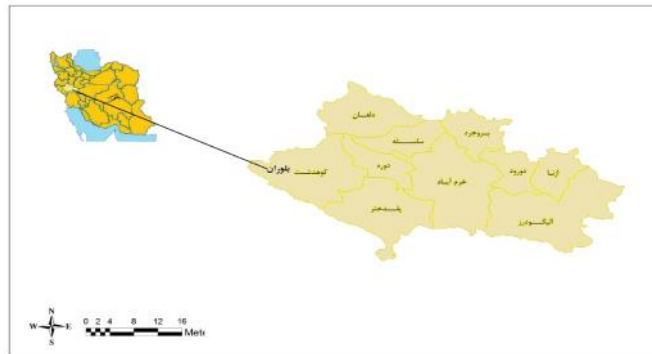 دلفان
بروجرد
سلسله
بلوران
کوهدشت
دوره
خرم آباد
دورود
ازنا
پلدختر
الیگودرز
N
W E
S
0 2 4 8 12 16
Mete